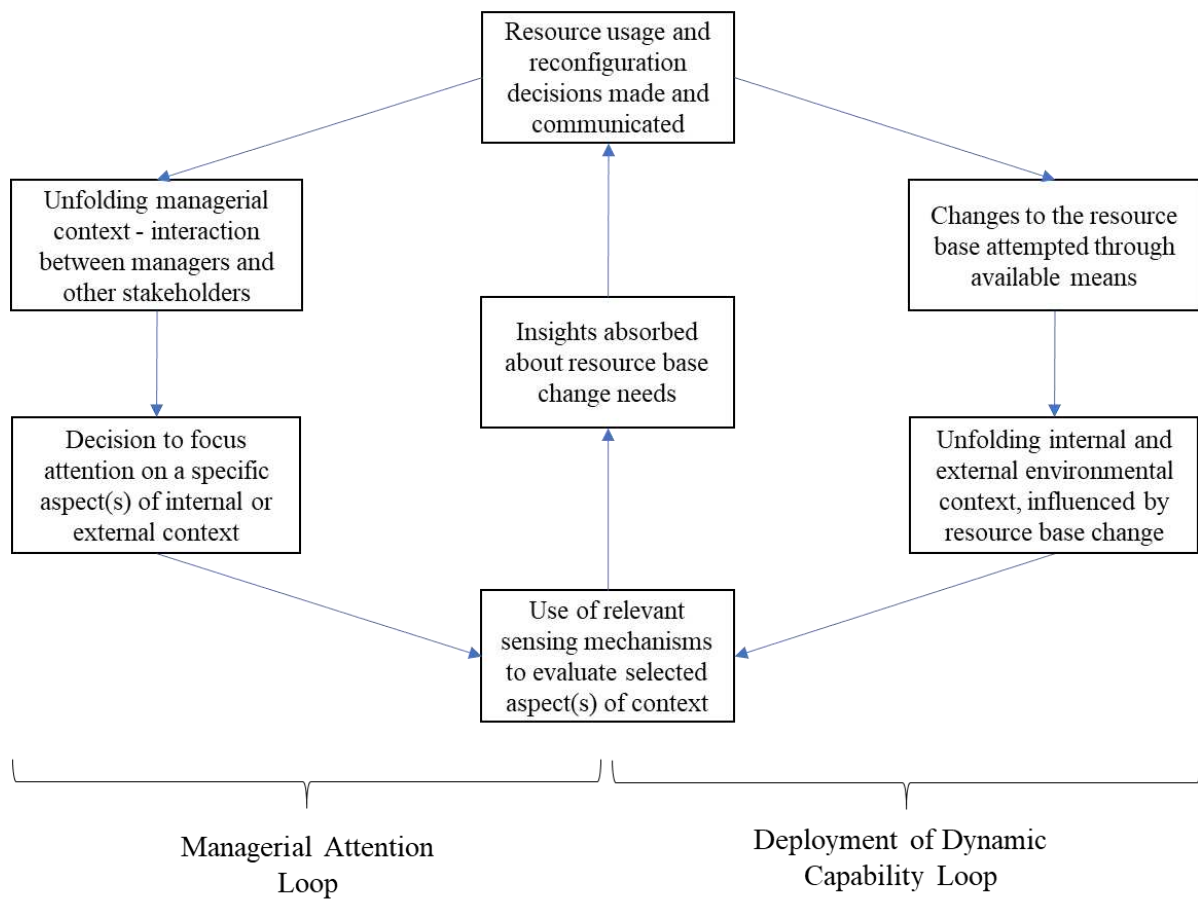 Resource usage and
reconfiguration
decisions made and
communicated
Unfolding managerial
context - interaction
between managers and
other stakeholders
Changes to the resource
base attempted through
available means
Insights absorbed
about resource base
change needs
Decision to focus
attention on a specific
aspect(s) of internal or
external context
Unfolding internal and
external environmental
context, influenced by
resource base change
Use of relevant
sensing mechanisms
to evaluate selected
aspect(s) of context
Managerial Attention
Loop
Deployment of Dynamic
Capability Loop